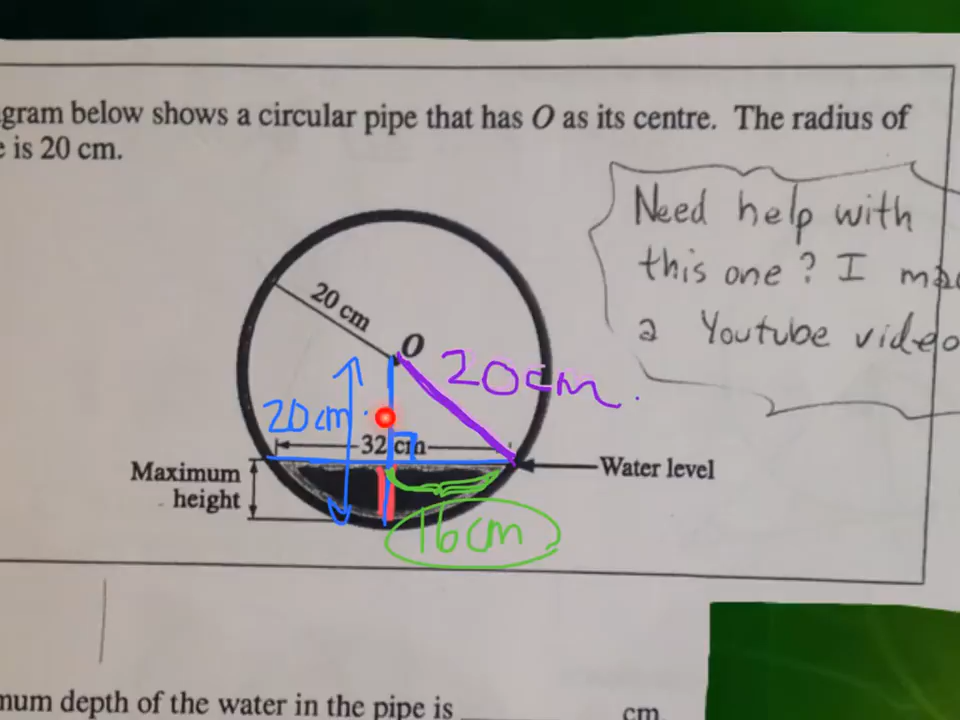 gram below shows a circular pipe that has O as its centre. The radius of
e is 20 cm.
Need help with
this one? I ma
a Youtube video
20 cm
O
20cm.
20cm
32 cm
Maximum
height
Water level
16cm
mum depth of the water in the pipe is ______ cm